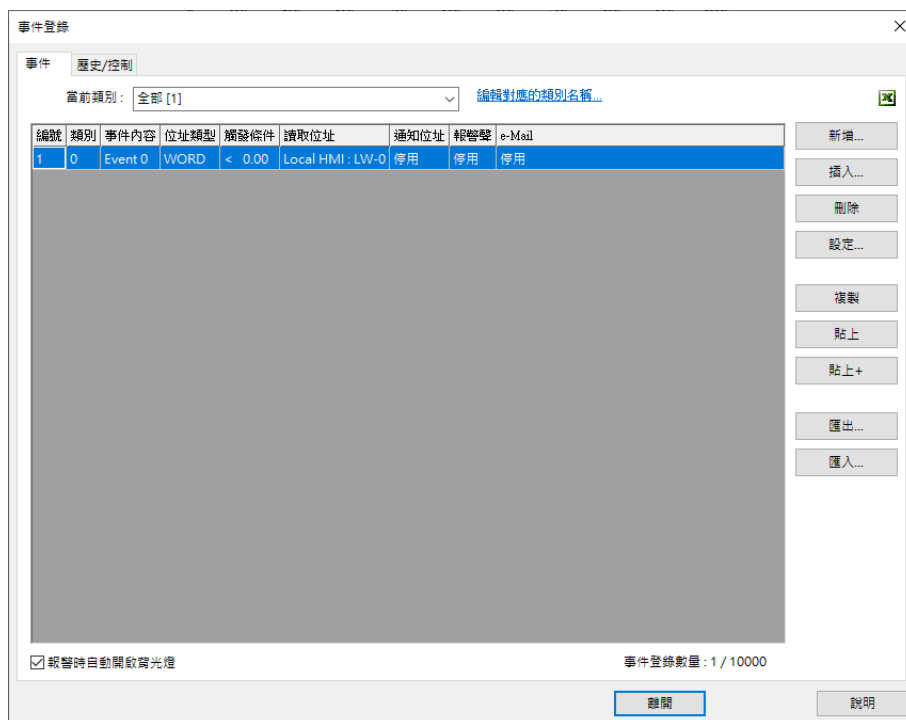 事件登錄
事件 歷史/控制
當前類別 : 全部 [1] 編輯對應的類別名稱...
編號 類別 事件內容 位址類型 觸發條件 讀取位址 通知位址 報警聲 e-Mail
1 0 Event 0 WORD < 0.00 Local HMI : LW-0 停用 停用 停用
新增...
插入...
刪除
設定...
複製
貼上
貼上+
匯出...
匯入...
報警時自動開啟背光燈 事件登錄數量 : 1 / 10000
離開 說明